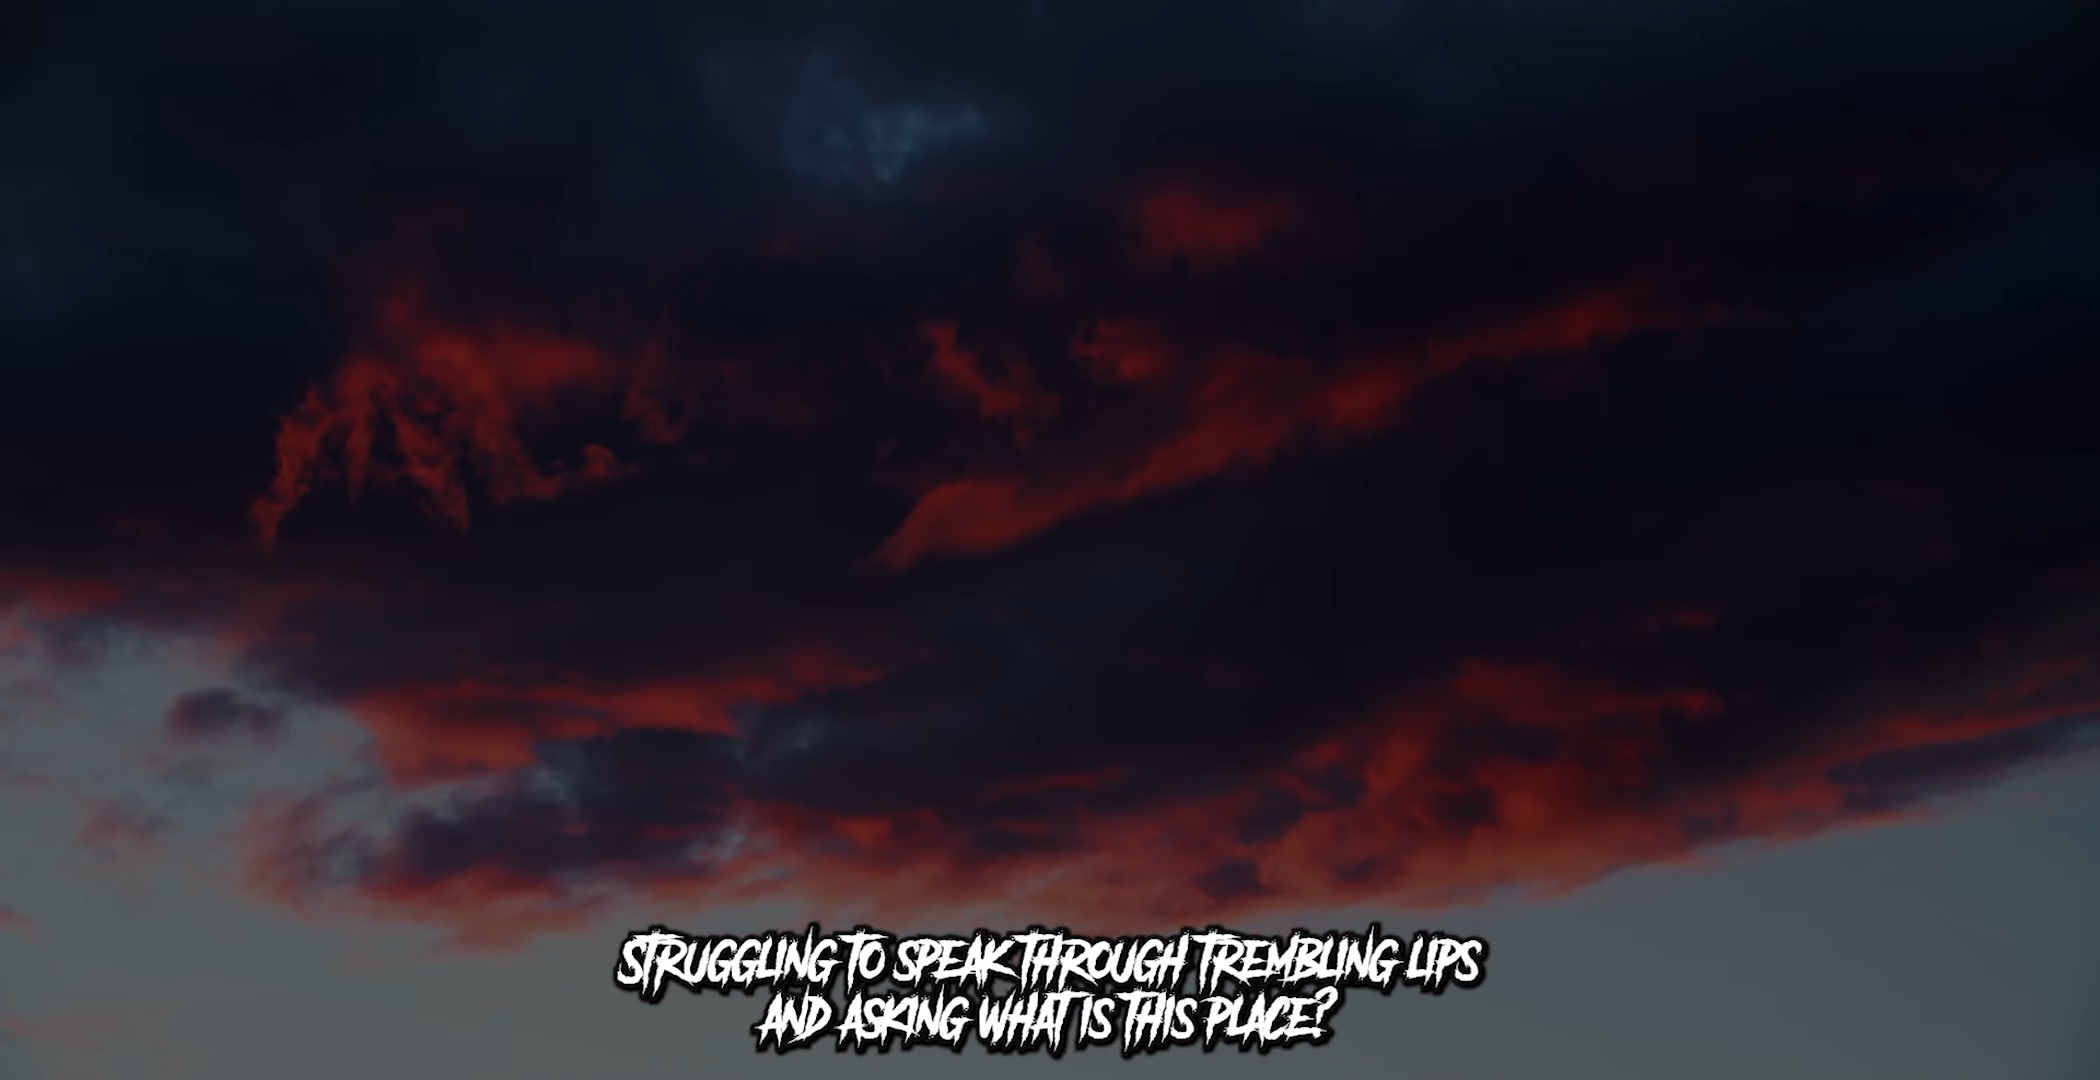 STRUGGLING TO SPEAK THROUGH TREMBLING LIPS
AND ASKING WHAT IS THIS PLACE?